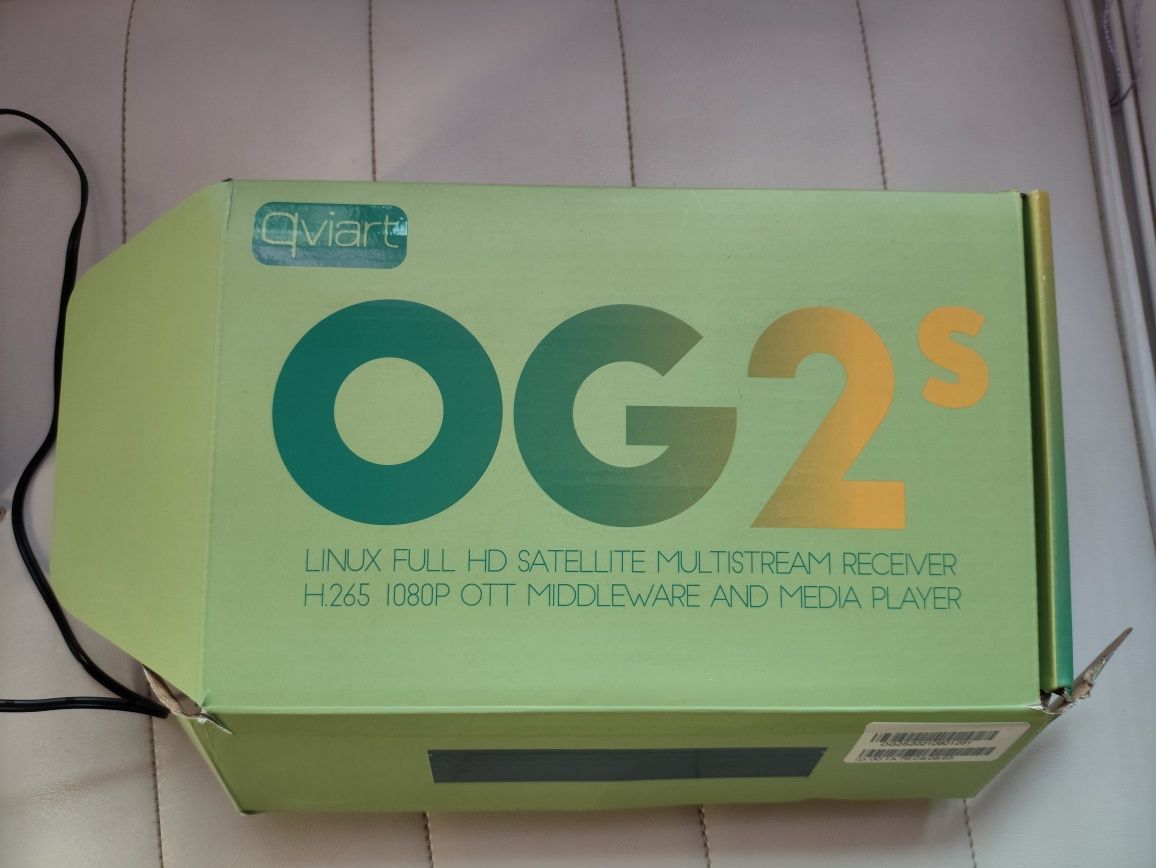 qviart
OG2s
LINUX FULL HD SATELLITE MULTISTREAM RECEIVER
H.265 1080P OTT MIDDLEWARE AND MEDIA PLAYER